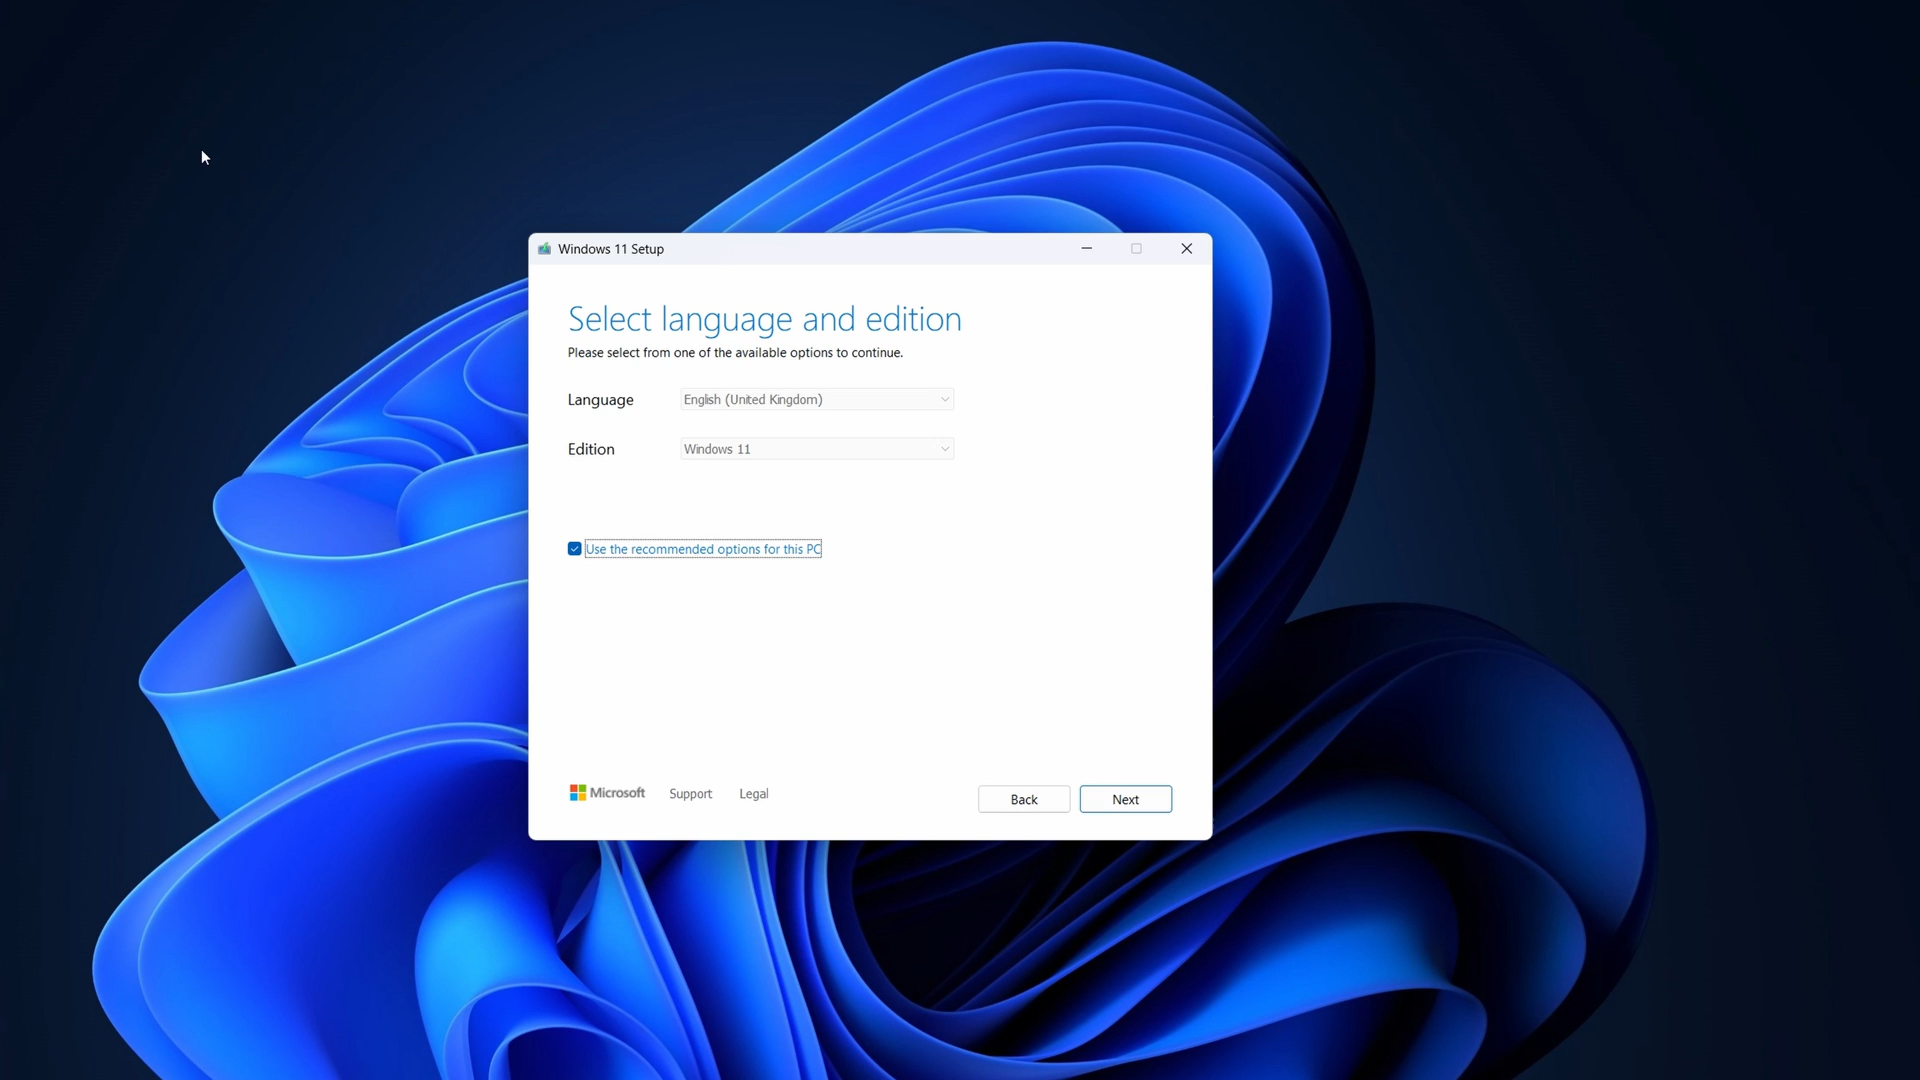 Windows 11 Setup
Select language and edition
Please select from one of the available options to continue.
Language English (United Kingdom)
Edition Windows 11
Use the recommended options for this PC
Microsoft Support Legal Back Next